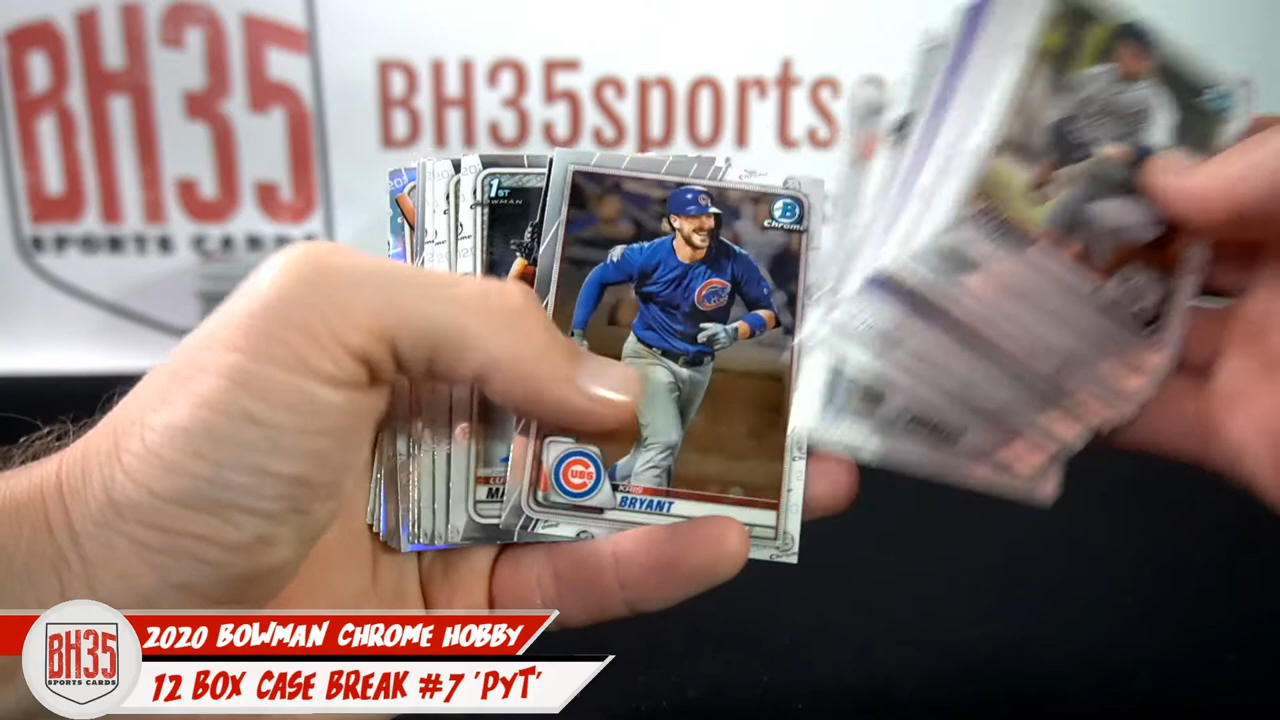 BH35
SPORTS CARDS
BH35sports
1ST
BOWMAN
B
Chrome
CUBS
KRIS
BRYANT
BH35
SPORTS CARDS
2020 BOWMAN CHROME HOBBY
12 BOX CASE BREAK #7 'PYT'